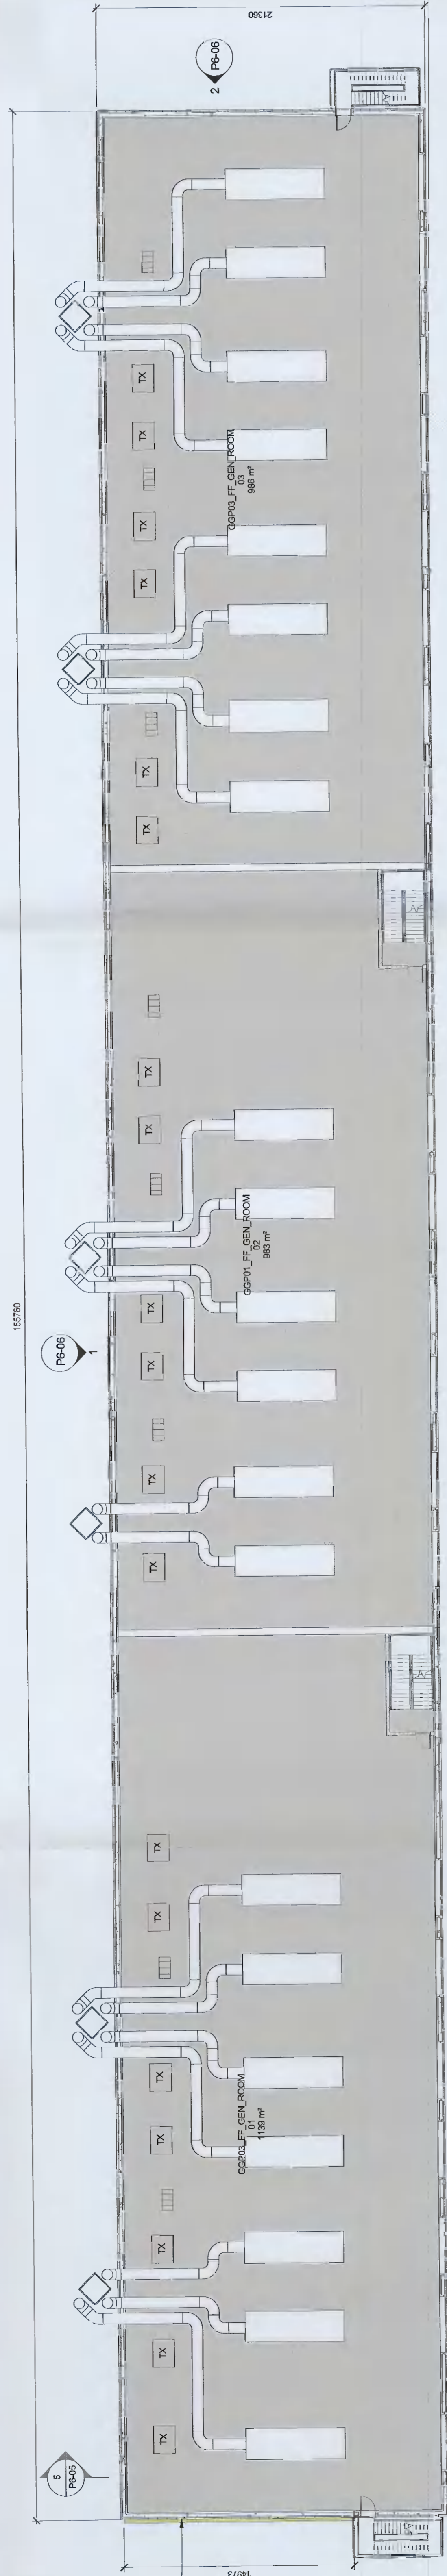 21360
P6-06
2
TX
TX
TX
TX
GGP03_FF_GEN_ROOM
03
986 m²
TX
TX
TX
TX
GGP01_FF_GEN_ROOM
02
983 m²
155760
P6-06
1
TX
TX
TX
TX
TX
TX
TX
TX
GGP03_FF_GEN_ROOM
01
1139 m²
TX
TX
TX
5
P6-05
14973